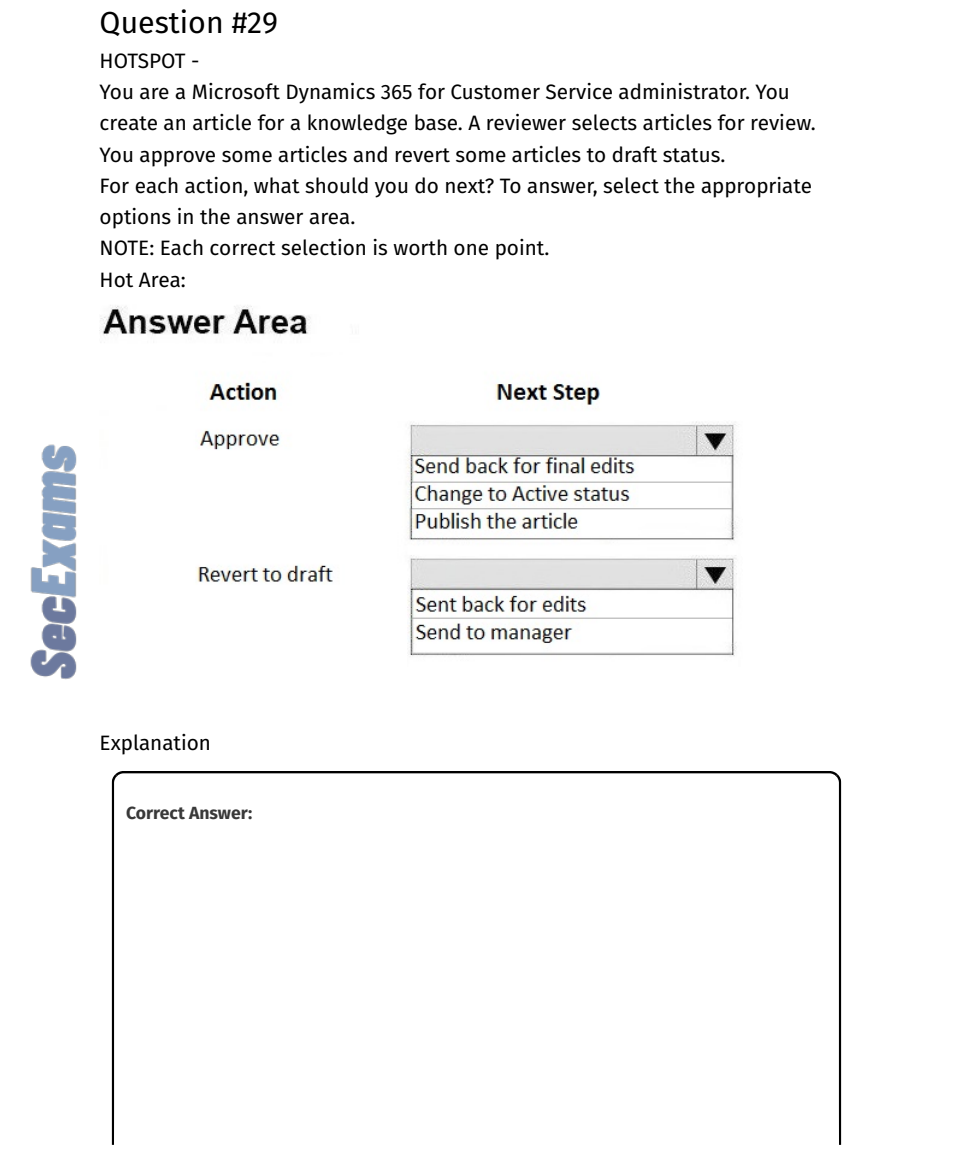 Question #29
HOTSPOT -
You are a Microsoft Dynamics 365 for Customer Service administrator. You
create an article for a knowledge base. A reviewer selects articles for review.
You approve some articles and revert some articles to draft status.
For each action, what should you do next? To answer, select the appropriate
options in the answer area.
NOTE: Each correct selection is worth one point.
Hot Area:
Answer Area
Action Next Step
Approve
Send back for final edits
Change to Active status
Publish the article
Revert to draft
Sent back for edits
Send to manager
SecExams
Explanation
Correct Answer: